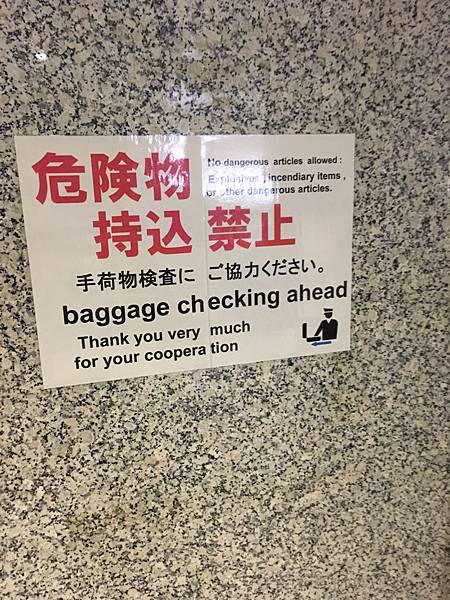 危険物
No dangerous articles allowed :
Explosives , incendiary items ,
or other dangerous articles.
持込 禁止
手荷物検査に ご協力ください。
baggage checking ahead
Thank you very much
for your cooperation